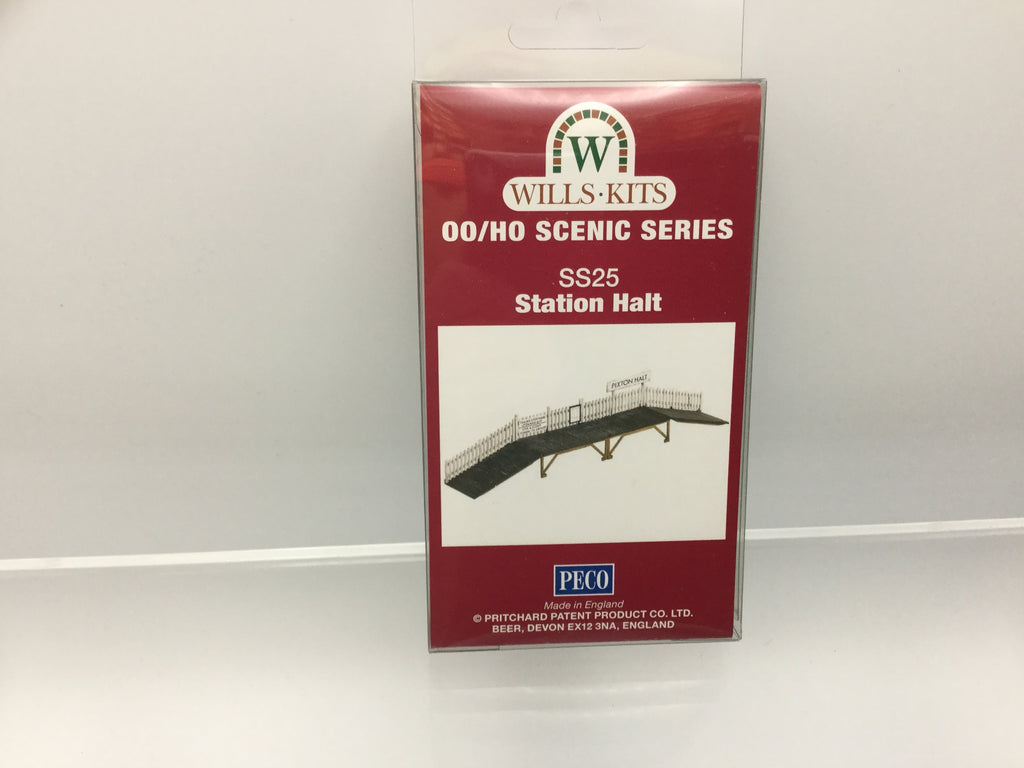 W
WILLS·KITS
OO/HO SCENIC SERIES
SS25
Station Halt
PIXTON HALT
PECO
Made in England
© PRITCHARD PATENT PRODUCT CO. LTD.
BEER, DEVON EX12 3NA, ENGLAND